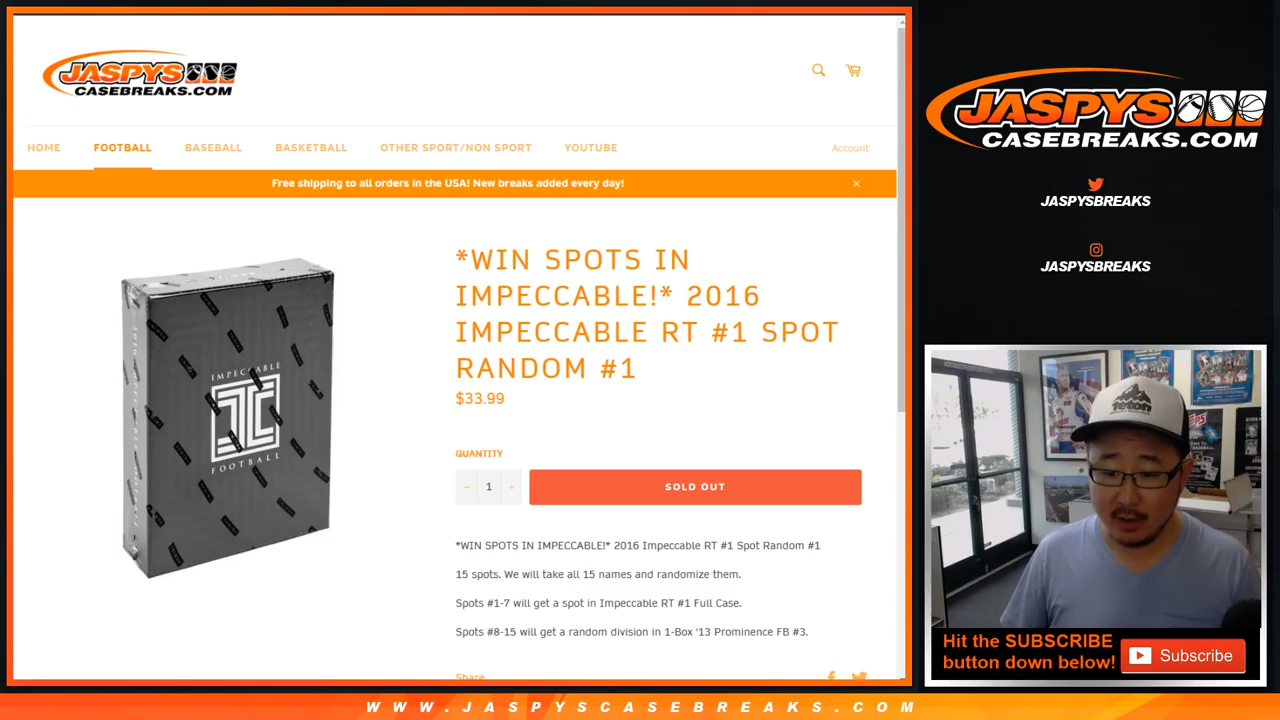 JASPYS
CASEBREAKS.COM
HOME FOOTBALL BASEBALL BASKETBALL OTHER SPORT/NON SPORT YOUTUBE Account
Free shipping to all orders in the USA! New breaks added every day! ×
IMPECCABLE
FOOTBALL
*WIN SPOTS IN
IMPECCABLE!* 2016
IMPECCABLE RT #1 SPOT
RANDOM #1
$33.99
QUANTITY
− 1 + SOLD OUT
*WIN SPOTS IN IMPECCABLE!* 2016 Impeccable RT #1 Spot Random #1
15 spots. We will take all 15 names and randomize them.
Spots #1-7 will get a spot in Impeccable RT #1 Full Case.
Spots #8-15 will get a random division in 1-Box '13 Prominence FB #3.
Share
JASPYS
CASEBREAKS.COM
JASPYSBREAKS
JASPYSBREAKS
Teton
Hit the SUBSCRIBE
button down below!
Subscribe
WWW.JASPYSCASEBREAKS.COM